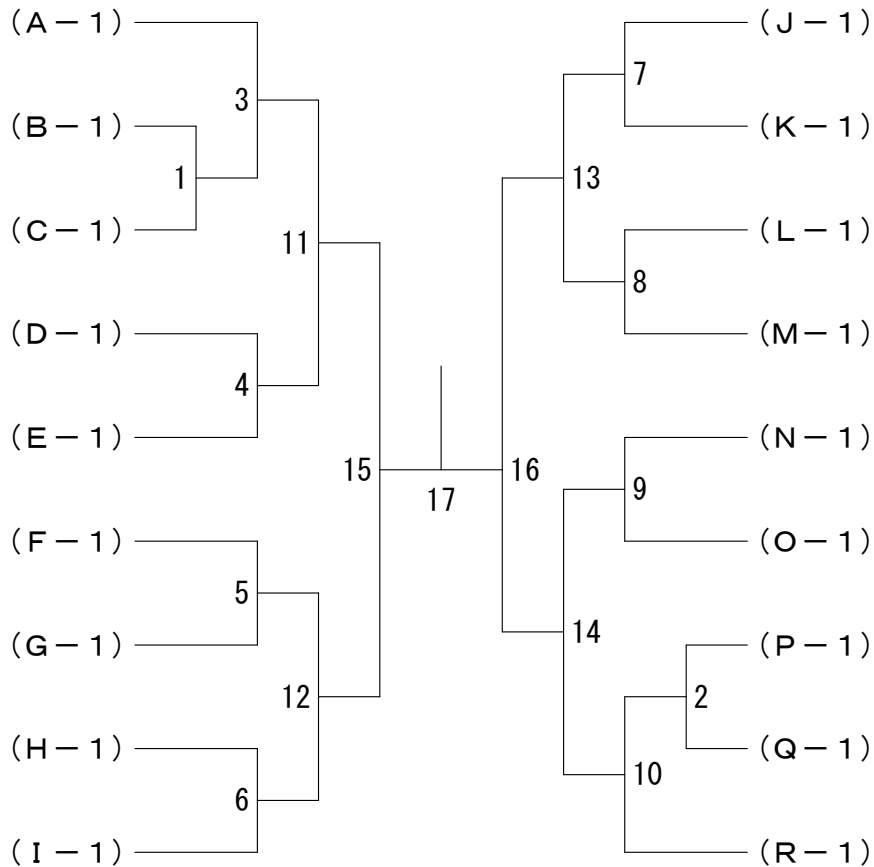 (A－1)
(J－1)
3
7
(B－1)
(K－1)
1
13
(C－1)
(L－1)
11
8
(D－1)
(M－1)
4
(E－1)
(N－1)
15
17
16
9
(F－1)
(O－1)
5
14
(G－1)
(P－1)
12
2
(H－1)
(Q－1)
6
10
(I－1)
(R－1)